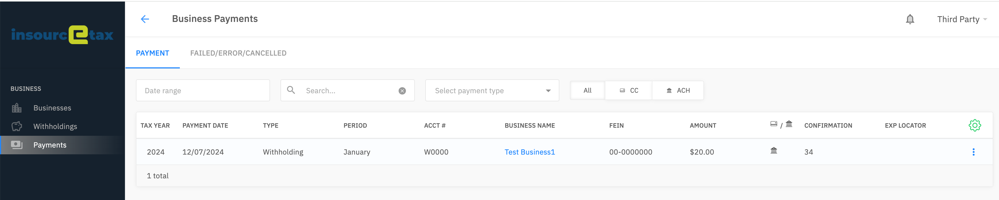 insourcetax
Business Payments
Third Party
PAYMENT
FAILED/ERROR/CANCELLED
BUSINESS
Businesses
Withholdings
Payments
Date range
Search...
Select payment type
All
CC
ACH
TAX YEAR PAYMENT DATE TYPE PERIOD ACCT # BUSINESS NAME FEIN AMOUNT / CONFIRMATION EXP LOCATOR
2024 12/07/2024 Withholding January W0000 Test Business1 00-0000000 $20.00 34
1 total